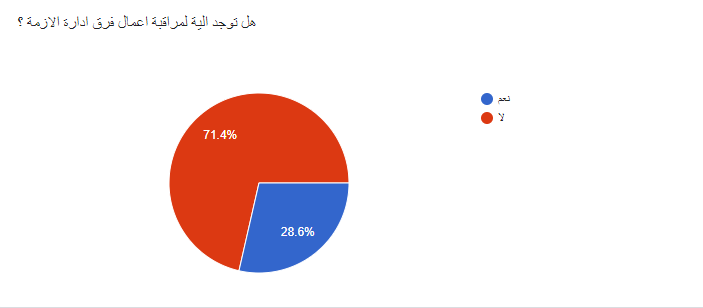 هل توجد الية لمراقبة اعمال فرق ادارة الازمة ؟
نعم
لا
71.4%
28.6%